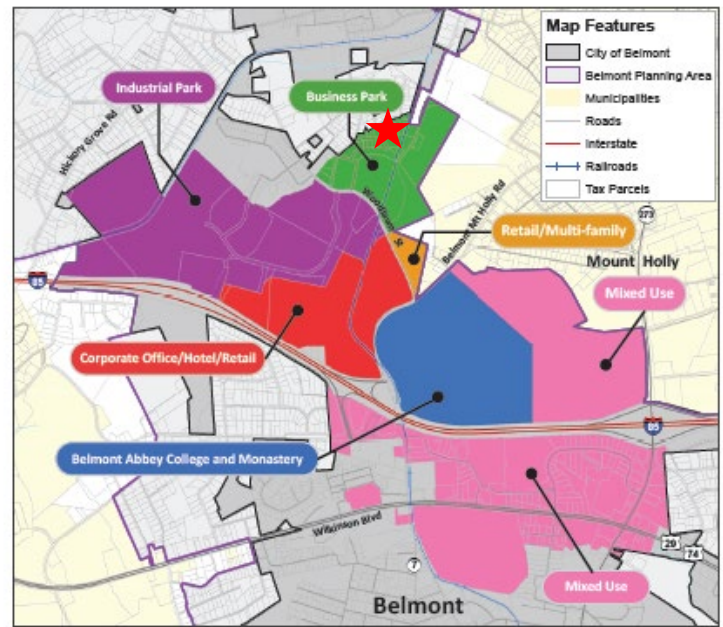 Map Features
City of Belmont
Belmont Planning Area
Municipalities
Roads
Interstate
Railroads
Tax Parcels
Industrial Park
Business Park
Hickory Grove Rd
Woodlawn St
Belmont Mt Holly Rd
Retail/Multi-family
273
Mount Holly
Mixed Use
85
Corporate Office/Hotel/Retail
85
Belmont Abbey College and Monastery
Wilkinson Blvd
29
74
7
Mixed Use
Belmont